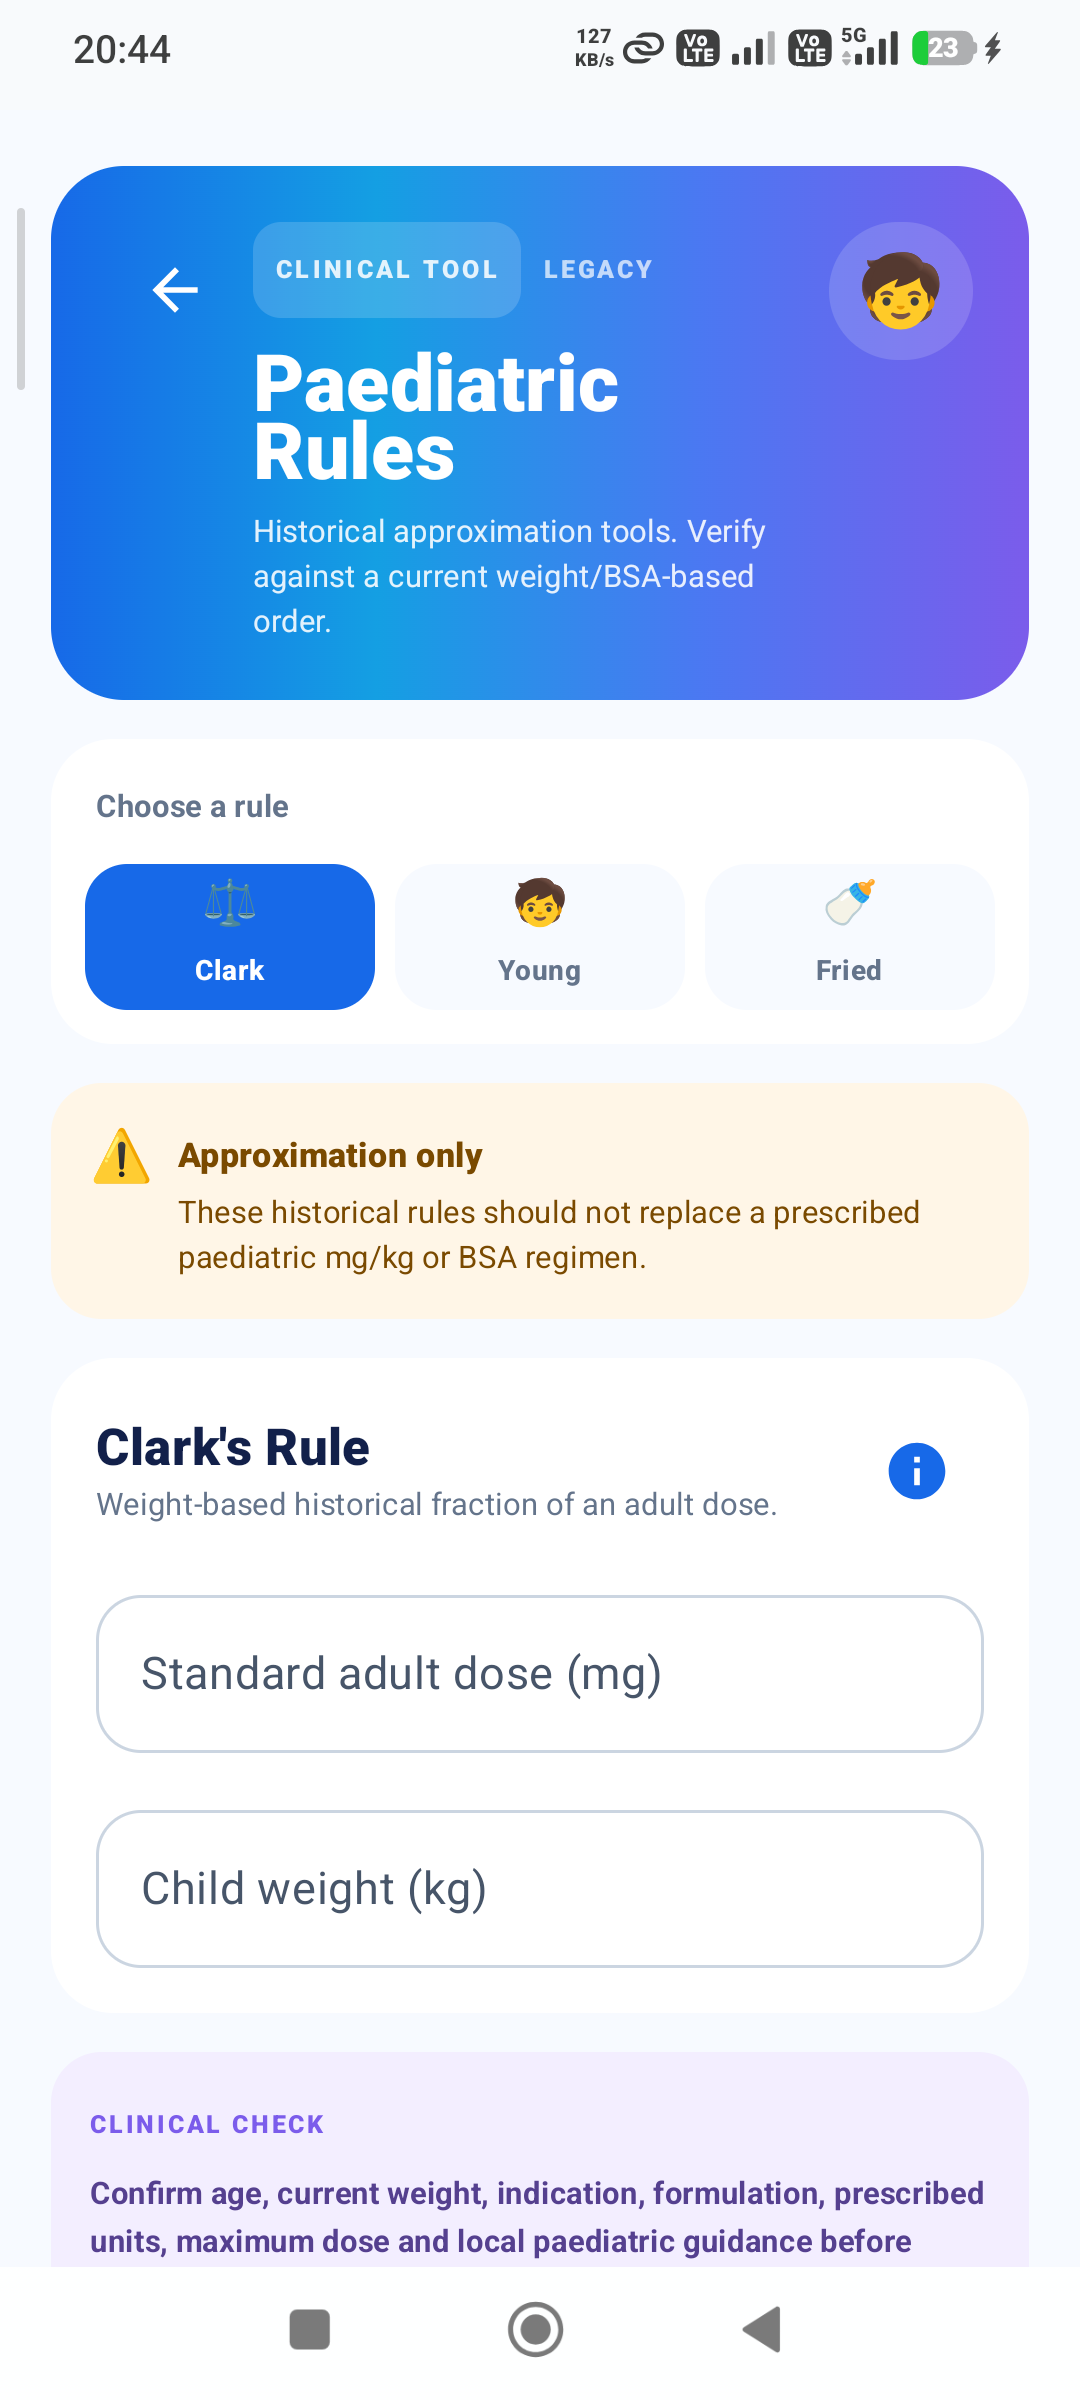 20:44
127
KB/s
Vo
LTE
Vo
LTE
5G
23
CLINICAL TOOL
LEGACY
Paediatric
Rules
Historical approximation tools. Verify
against a current weight/BSA-based
order.
Choose a rule
Clark
Young
Fried
Approximation only
These historical rules should not replace a prescribed
paediatric mg/kg or BSA regimen.
Clark's Rule
Weight-based historical fraction of an adult dose.
Standard adult dose (mg)
Child weight (kg)
CLINICAL CHECK
Confirm age, current weight, indication, formulation, prescribed
units, maximum dose and local paediatric guidance before